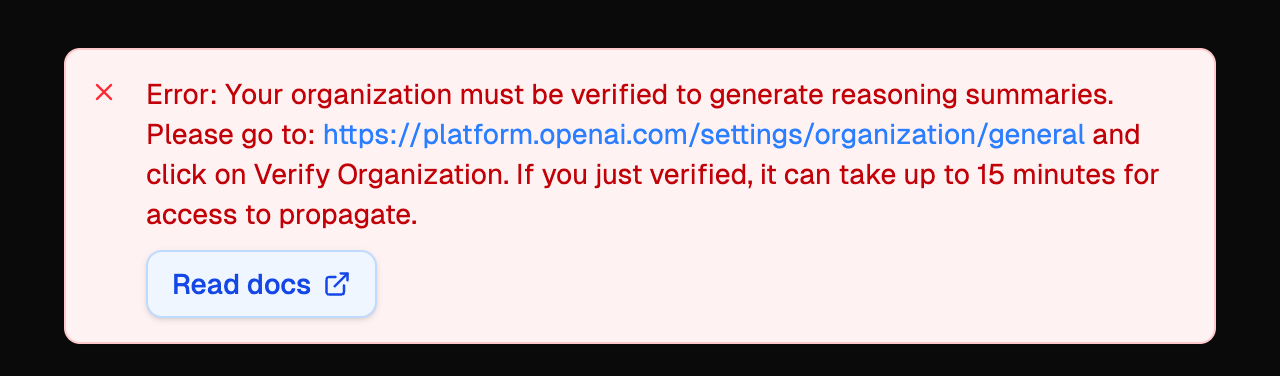 Error: Your organization must be verified to generate reasoning summaries.
Please go to: https://platform.openai.com/settings/organization/general and
click on Verify Organization. If you just verified, it can take up to 15 minutes for
access to propagate.
Read docs